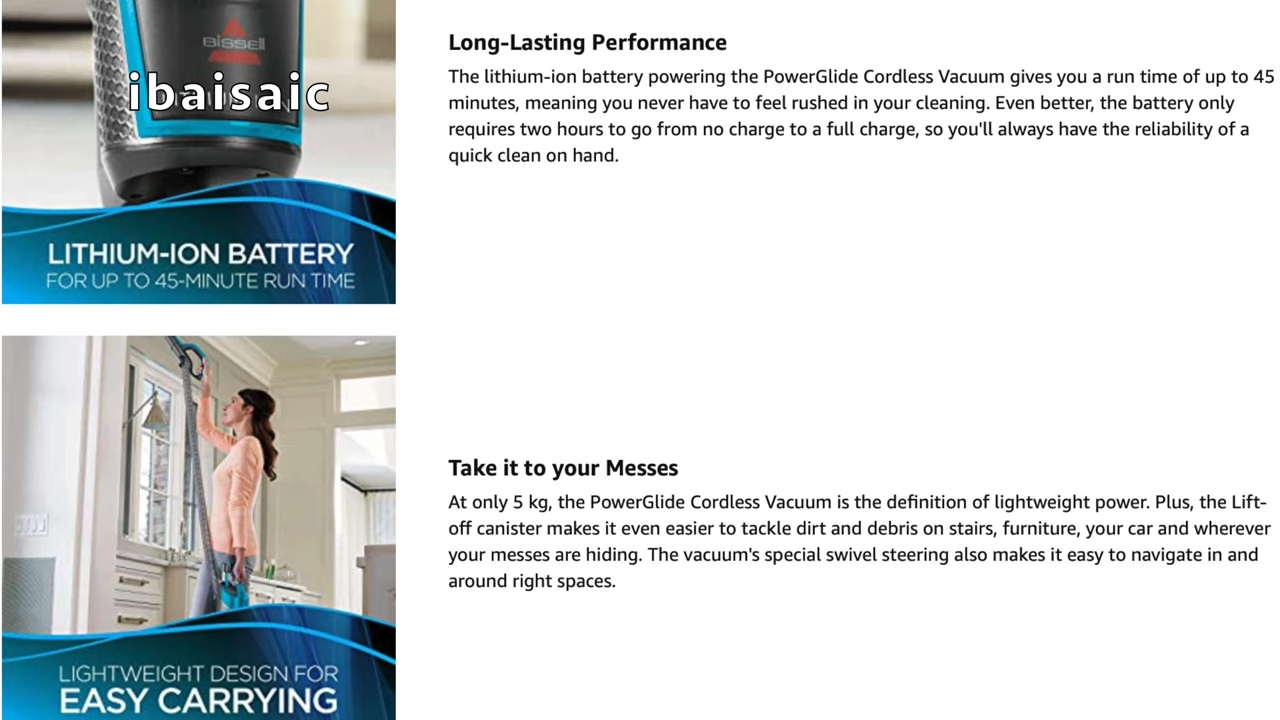 BISSELL
ibaisaic
LITHIUM-ION BATTERY
FOR UP TO 45-MINUTE RUN TIME
Long-Lasting Performance
The lithium-ion battery powering the PowerGlide Cordless Vacuum gives you a run time of up to 45
minutes, meaning you never have to feel rushed in your cleaning. Even better, the battery only
requires two hours to go from no charge to a full charge, so you'll always have the reliability of a
quick clean on hand.
LIGHTWEIGHT DESIGN FOR
EASY CARRYING
Take it to your Messes
At only 5 kg, the PowerGlide Cordless Vacuum is the definition of lightweight power. Plus, the Lift-
off canister makes it even easier to tackle dirt and debris on stairs, furniture, your car and wherever
your messes are hiding. The vacuum's special swivel steering also makes it easy to navigate in and
around right spaces.